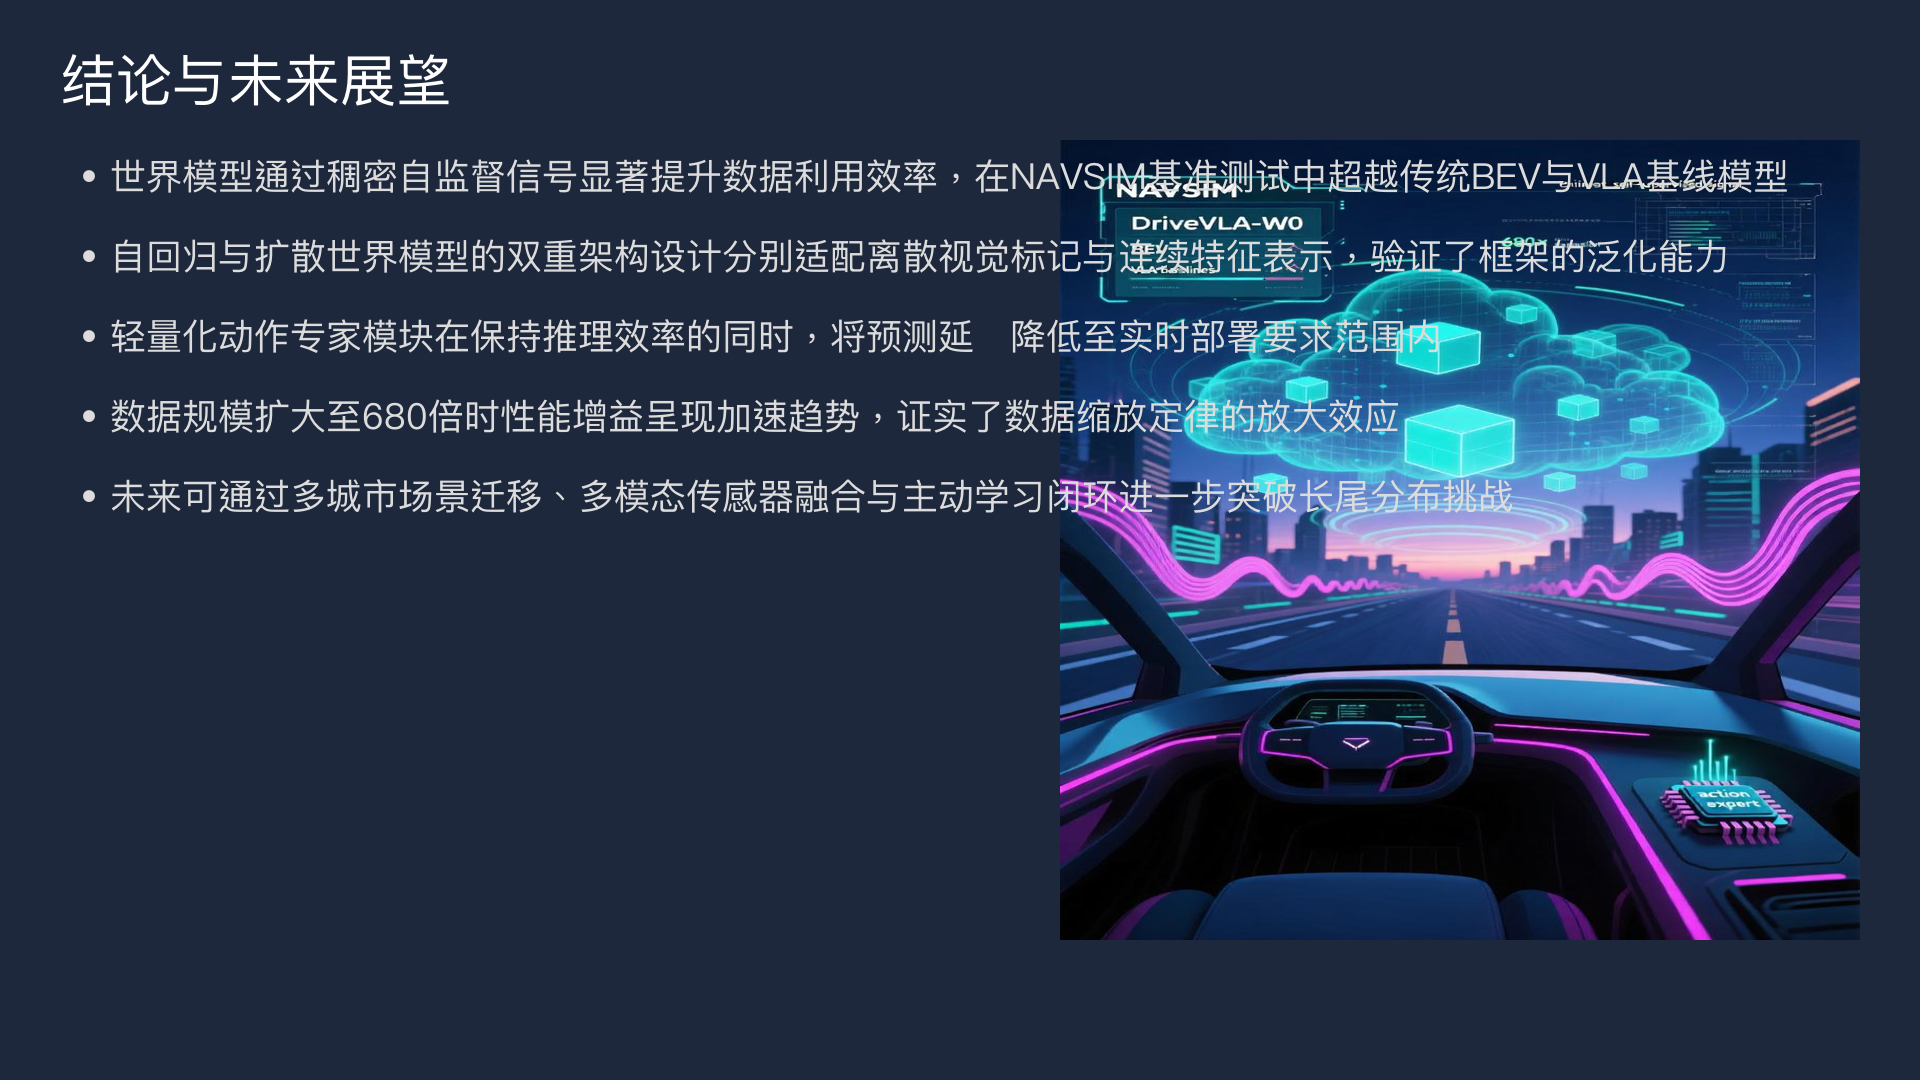 结论与未来展望
• 世界模型通过稠密自监督信号显著提升数据利用效率，在NAVSIM基准测试中超越传统BEV与VLA基线模型
• 自回归与扩散世界模型的双重架构设计分别适配离散视觉标记与连续特征表示，验证了框架的泛化能力
• 轻量化动作专家模块在保持推理效率的同时，将预测延 降低至实时部署要求范围内
• 数据规模扩大至680倍时性能增益呈现加速趋势，证实了数据缩放定律的放大效应
• 未来可通过多城市场景迁移、多模态传感器融合与主动学习闭环进一步突破长尾分布挑战
NAVSIM
DriveVLA-W0
BEV
VLA Baselines
680x
action
expert